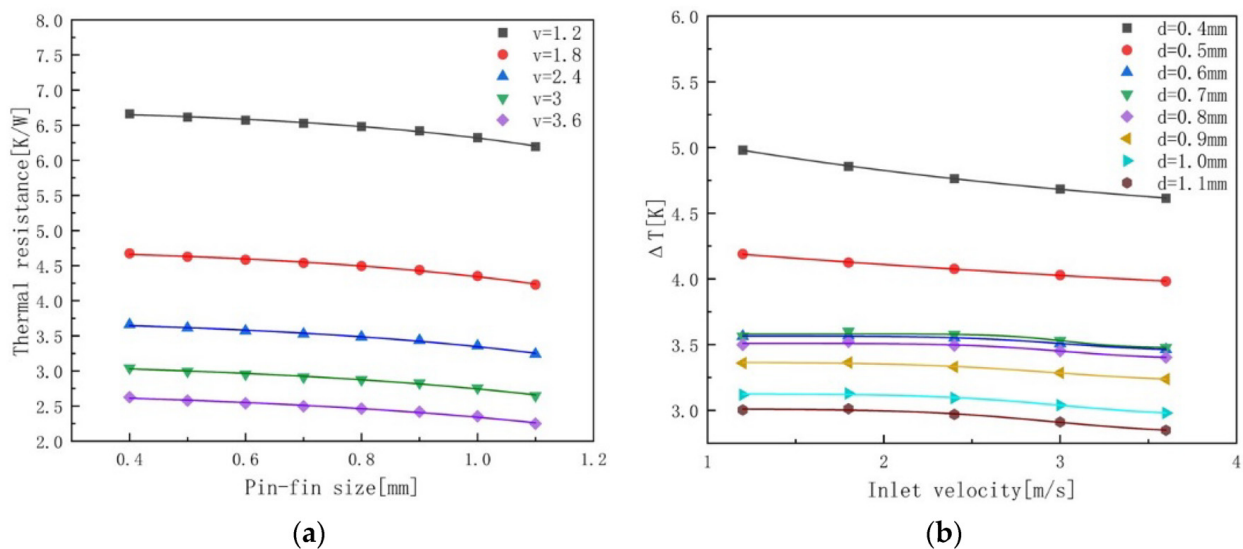 8.0
7.5
7.0
6.5
6.0
5.5
5.0
4.5
4.0
3.5
3.0
2.5
2.0
Thermal resistance[K/W]
0.4 0.6 0.8 1.0 1.2
Pin-fin size[mm]
v=1.2
v=1.8
v=2.4
v=3
v=3.6
(a)
6.0
5.5
5.0
4.5
4.0
3.5
3.0
ΔT[K]
1 2 3 4
Inlet velocity[m/s]
d=0.4mm
d=0.5mm
d=0.6mm
d=0.7mm
d=0.8mm
d=0.9mm
d=1.0mm
d=1.1mm
(b)